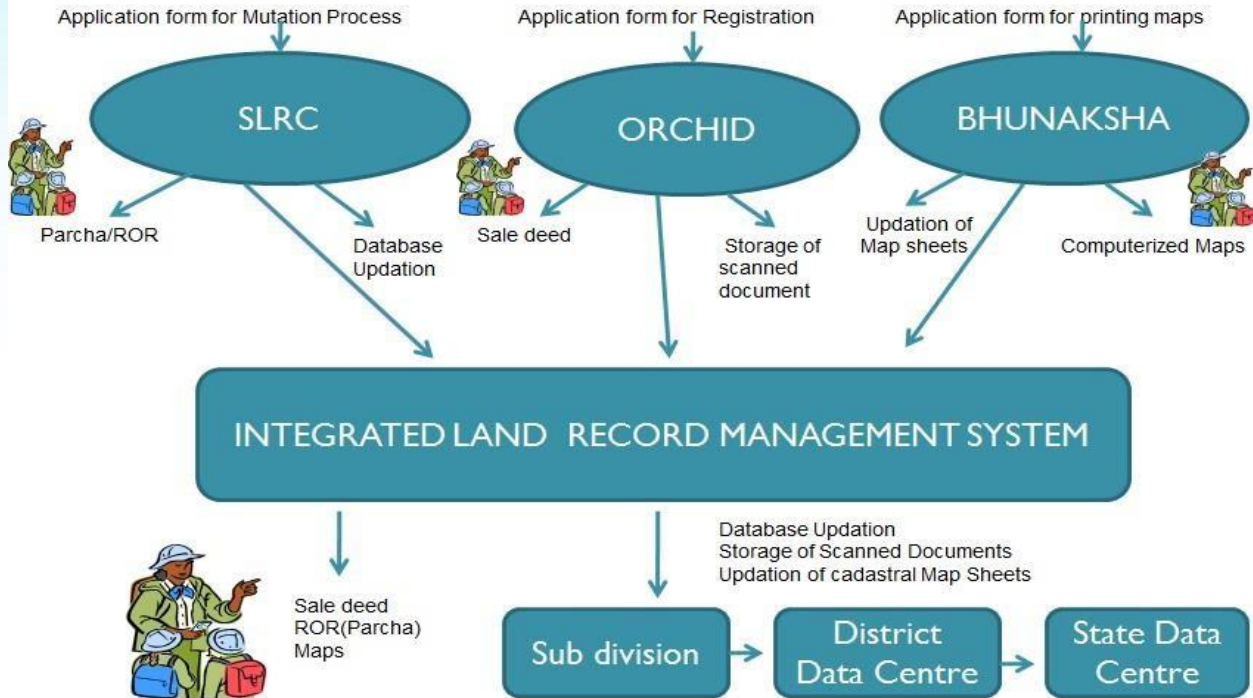 Application form for Mutation Process
Application form for Registration
Application form for printing maps
SLRC
ORCHID
BHUNAKSHA
Parcha/ROR
Database
Updation
Sale deed
Storage of
scanned
document
Updation of
Map sheets
Computerized Maps
INTEGRATED LAND RECORD MANAGEMENT SYSTEM
Sale deed
ROR(Parcha)
Maps
Database Updation
Storage of Scanned Documents
Updation of cadastral Map Sheets
Sub division
District
Data Centre
State Data
Centre